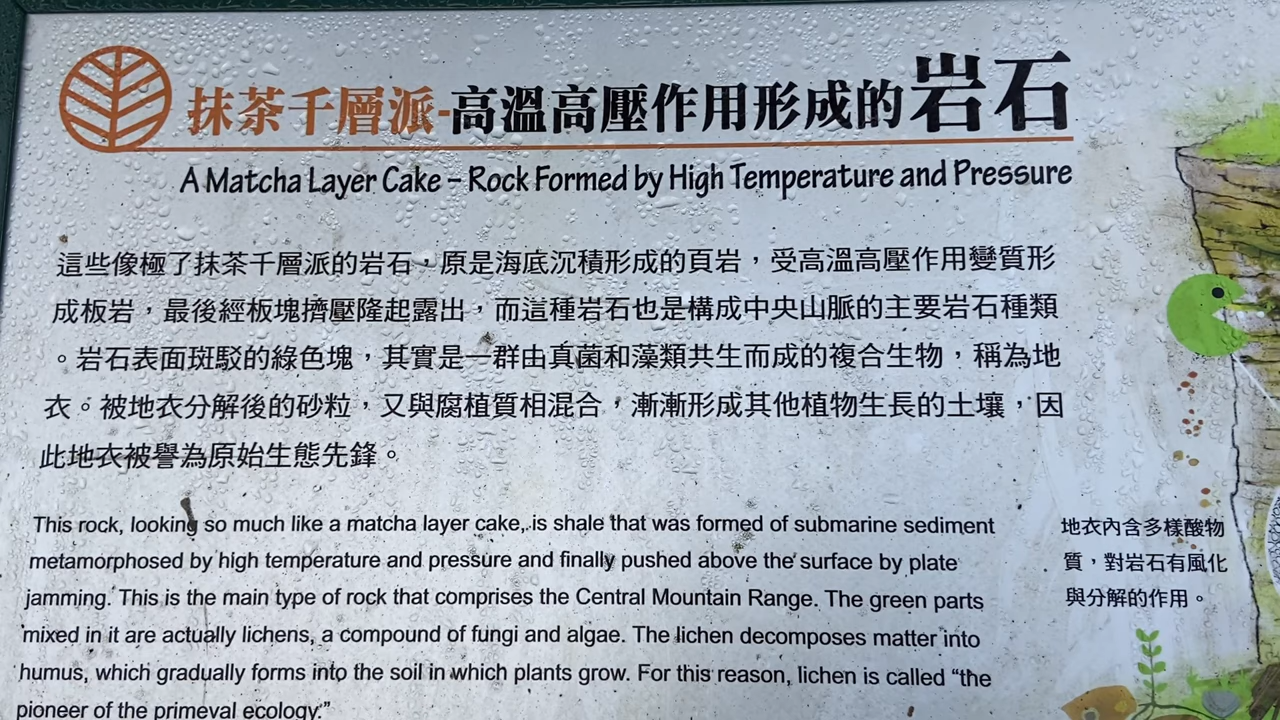 抹茶千層派-高溫高壓作用形成的岩石
A Matcha Layer Cake – Rock Formed by High Temperature and Pressure
這些像極了抹茶千層派的岩石，原是海底沉積形成的頁岩，受高溫高壓作用變質形
成板岩，最後經板塊擠壓隆起露出，而這種岩石也是構成中央山脈的主要岩石種類
。岩石表面斑駁的綠色塊，其實是一群由真菌和藻類共生而成的複合生物，稱為地
衣。被地衣分解後的砂粒，又與腐植質相混合，漸漸形成其他植物生長的土壤，因
此地衣被譽為原始生態先鋒。
This rock, looking so much like a matcha layer cake, is shale that was formed of submarine sediment
metamorphosed by high temperature and pressure and finally pushed above the surface by plate
jamming. This is the main type of rock that comprises the Central Mountain Range. The green parts
mixed in it are actually lichens, a compound of fungi and algae. The lichen decomposes matter into
humus, which gradually forms into the soil in which plants grow. For this reason, lichen is called “the
pioneer of the primeval ecology.”
地衣內含多樣酸物
質，對岩石有風化
與分解的作用。